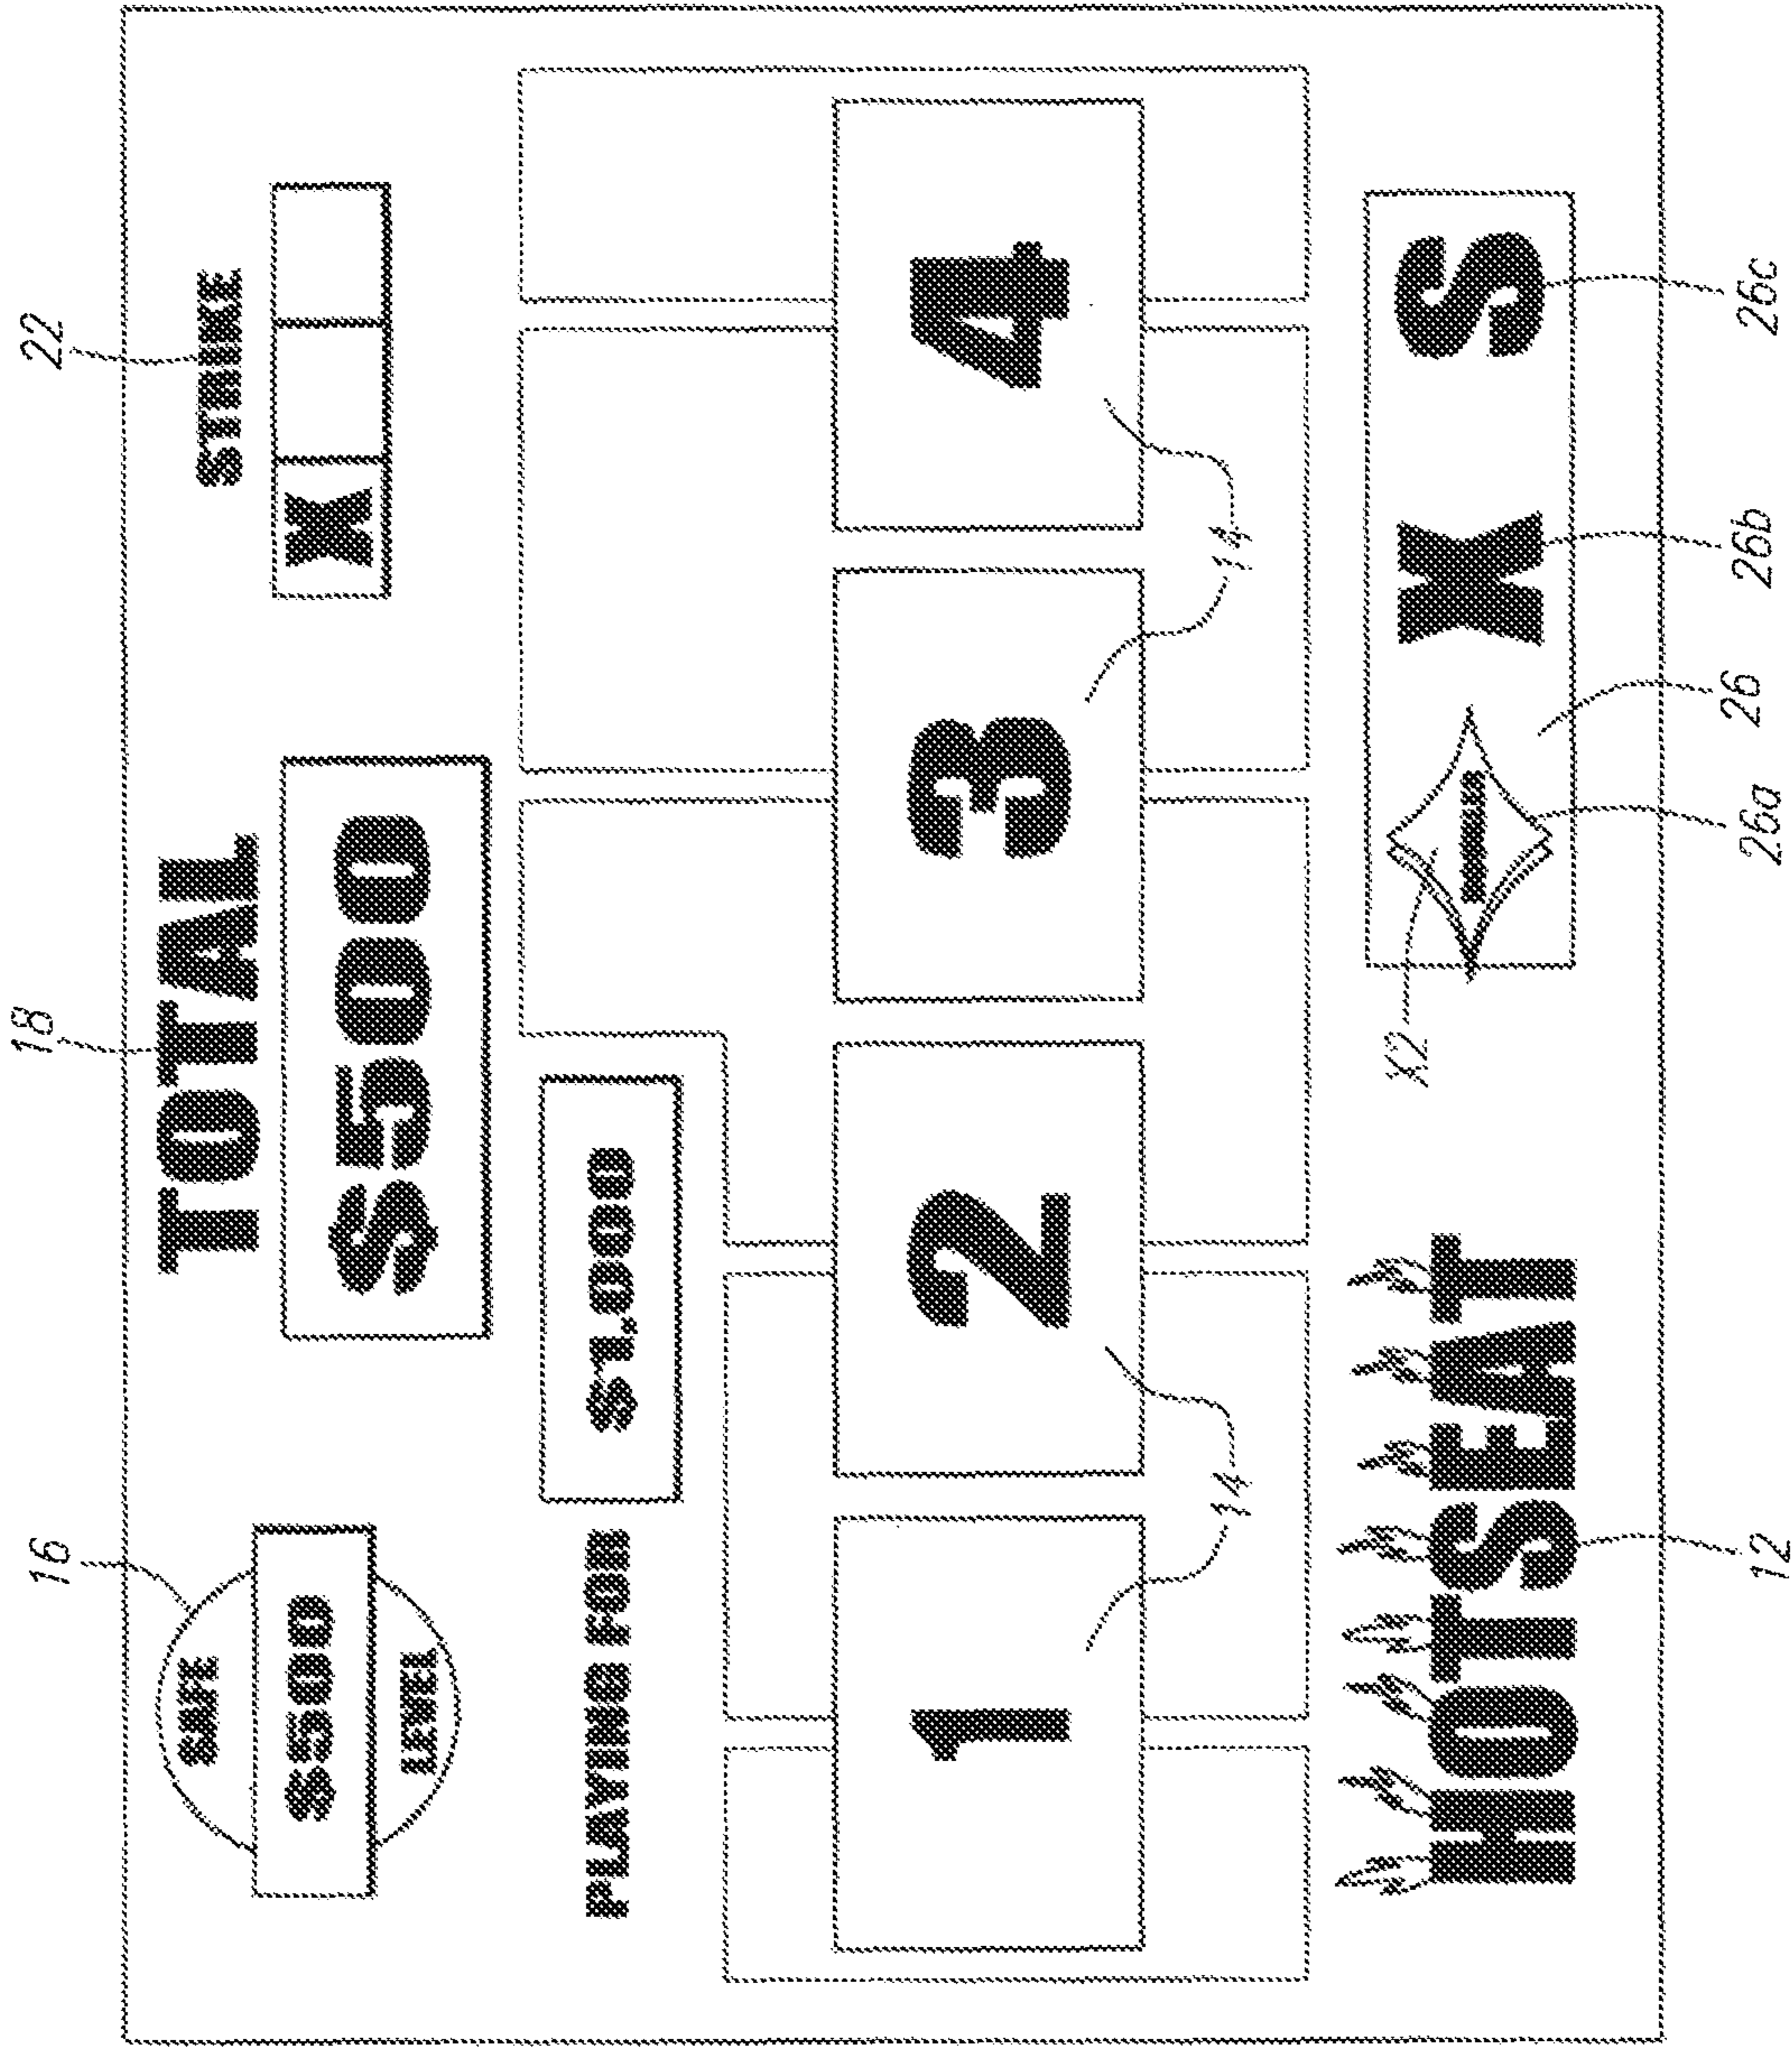 16
18
22
SAFE
$500
LEVEL
TOTAL
$500
STRIKE
X
PLAYING FOR
$1,000
1
2
3
4
14
14
HOTSEAT
X2
X
S
12
26a
26
26b
26c